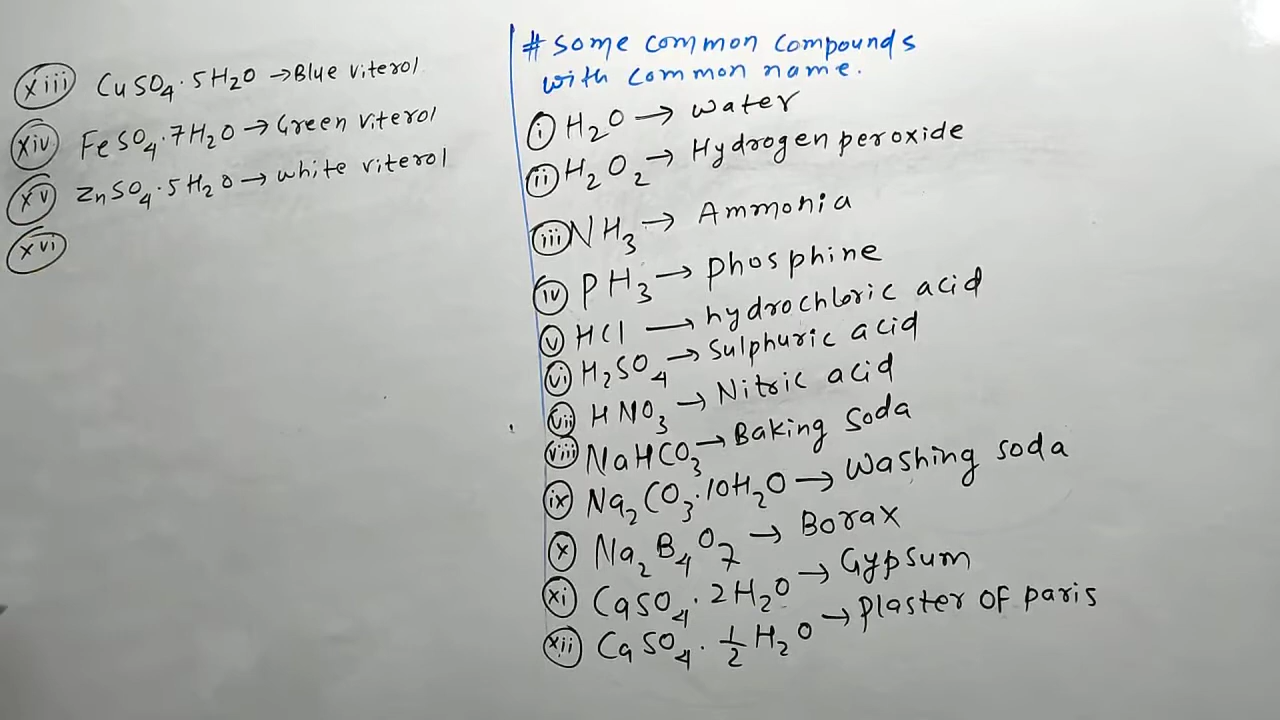 # some common compounds
with common name.
(i) H₂O → water
(ii) H₂O₂ → Hydrogen peroxide
(iii) NH₃ → Ammonia
(iv) PH₃ → phosphine
(v) HCl → hydrochloric acid
(vi) H₂SO₄ → Sulphuric acid
(vii) HNO₃ → Nitric acid
(viii) NaHCO₃ → Baking soda
(ix) Na₂CO₃·10H₂O → Washing soda
(x) Na₂B₄O₇ → Borax
(xi) CaSO₄·2H₂O → Gypsum
(xii) CaSO₄·½H₂O → Plaster of paris
(xiii) CuSO₄·5H₂O → Blue viterol
(xiv) FeSO₄·7H₂O → Green viterol
(xv) ZnSO₄·5H₂O → white viterol
(xvi)